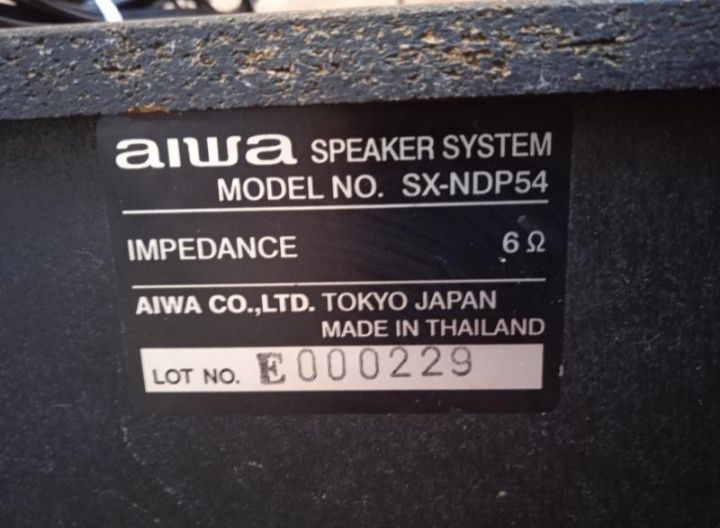 aiwa SPEAKER SYSTEM
MODEL NO. SX-NDP54
IMPEDANCE 6 Ω
AIWA CO.,LTD. TOKYO JAPAN
MADE IN THAILAND
LOT NO. E000229